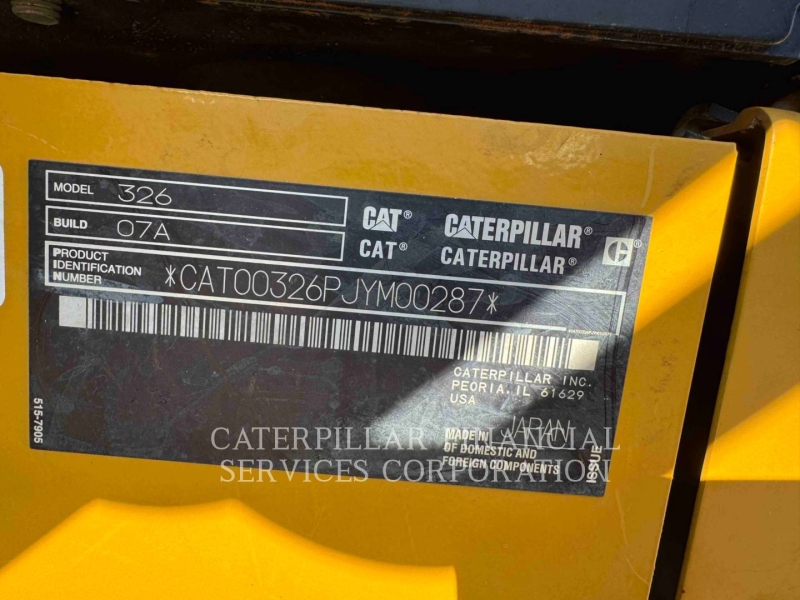 MODEL 326
BUILD 07A
CAT® CATERPILLAR®
CAT® CATERPILLAR®
PRODUCT
IDENTIFICATION
NUMBER
*CAT00326PJYM00287*
CATERPILLAR INC.
PEORIA, IL 61629
USA
MADE IN JAPAN
OF DOMESTIC AND
FOREIGN COMPONENTS
515-7905
ISSUE
CATERPILLAR FINANCIAL
SERVICES CORPORATION